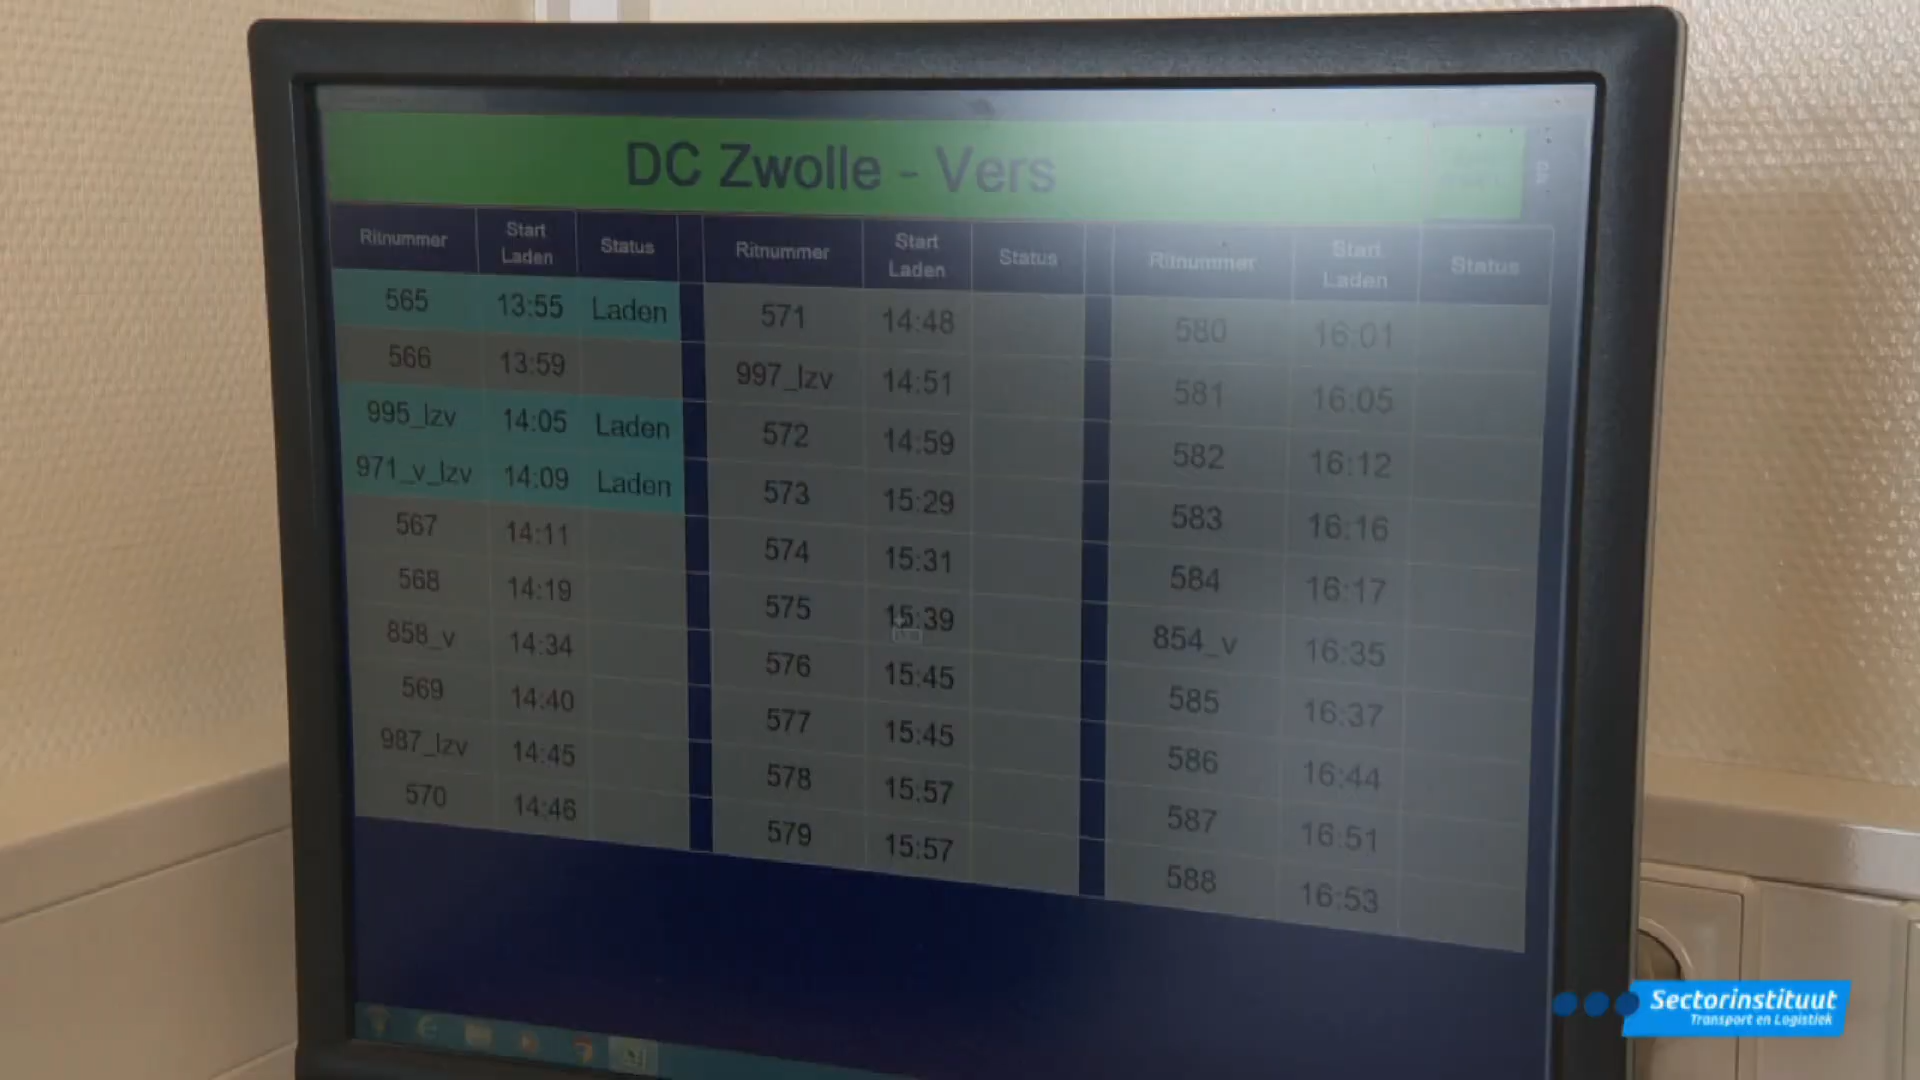 DC Zwolle - Vers
Ritnummer Start Laden Status Ritnummer Start Laden Status Ritnummer Start Laden Status
565 13:55 Laden 571 14:48 580 16:01
566 13:59 997_lzv 14:51 581 16:05
995_lzv 14:05 Laden 572 14:59 582 16:12
971_v_lzv 14:09 Laden 573 15:29 583 16:16
567 14:11 574 15:31 584 16:17
568 14:19 575 15:39 854_v 16:35
858_v 14:34 576 15:45 585 16:37
569 14:40 577 15:45 586 16:44
987_lzv 14:45 578 15:57 587 16:51
570 14:46 579 15:57 588 16:53
Sectorinstituut
Transport en Logistiek